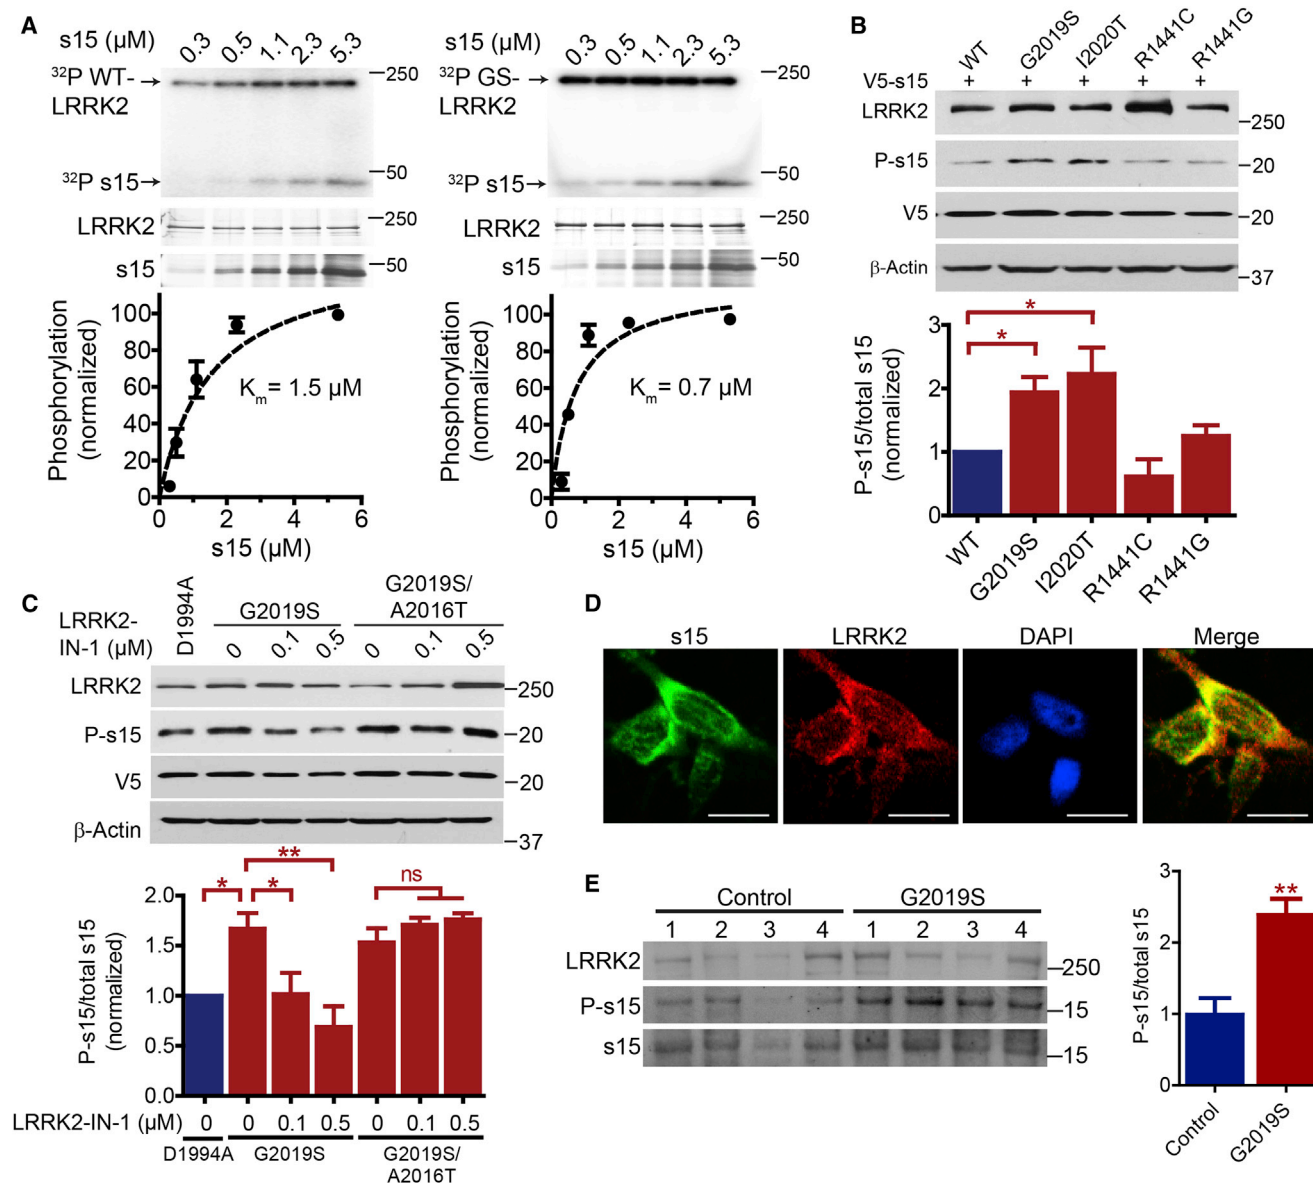 A
s15 (µM) 0.3 0.5 1.1 2.3 5.3
32P WT-
LRRK2
250
32P s15
50
LRRK2
250
s15
50
Phosphorylation
(normalized)
100
80
60
40
20
0
Km= 1.5 µM
0 2 4 6
s15 (µM)
s15 (µM) 0.3 0.5 1.1 2.3 5.3
32P GS-
LRRK2
250
32P s15
50
LRRK2
250
s15
50
Phosphorylation
(normalized)
100
80
60
40
20
0
Km= 0.7 µM
0 2 4 6
s15 (µM)
B
WT G2019S I2020T R1441C R1441G
V5-s15 + + + + +
LRRK2
250
P-s15
20
V5
20
β-Actin
37
P-s15/total s15
(normalized)
3
2
1
0
*
*
WT G2019S I2020T R1441C R1441G
C
LRRK2-
IN-1 (µM)
D1994A
G2019S
G2019S/
A2016T
0 0.1 0.5 0 0.1 0.5
LRRK2
250
P-s15
20
V5
20
β-Actin
37
P-s15/total s15
(normalized)
2.0
1.5
1.0
0.5
0.0
* * ** ns
LRRK2-IN-1 (µM) 0 0 0.1 0.5 0 0.1 0.5
D1994A G2019S G2019S/
A2016T
D
s15 LRRK2 DAPI Merge
E
Control G2019S
1 2 3 4 1 2 3 4
LRRK2
250
P-s15
15
s15
15
P-s15/total s15
3
2
1
0
**
Control G2019S